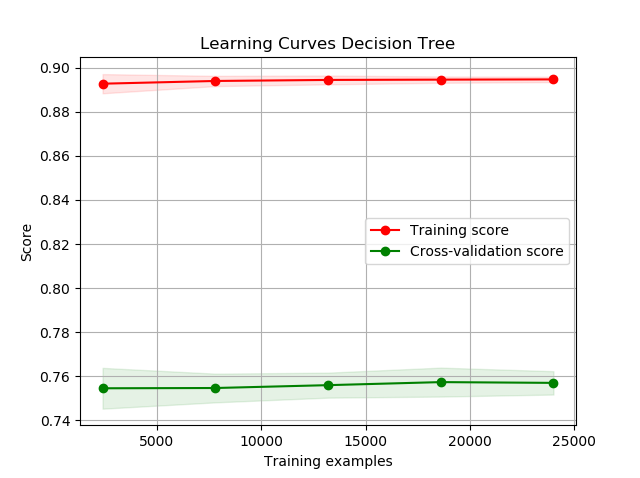 Learning Curves Decision Tree
0.90
0.88
0.86
0.84
0.82
0.80
0.78
0.76
0.74
Score
Training score
Cross-validation score
5000 10000 15000 20000 25000
Training examples